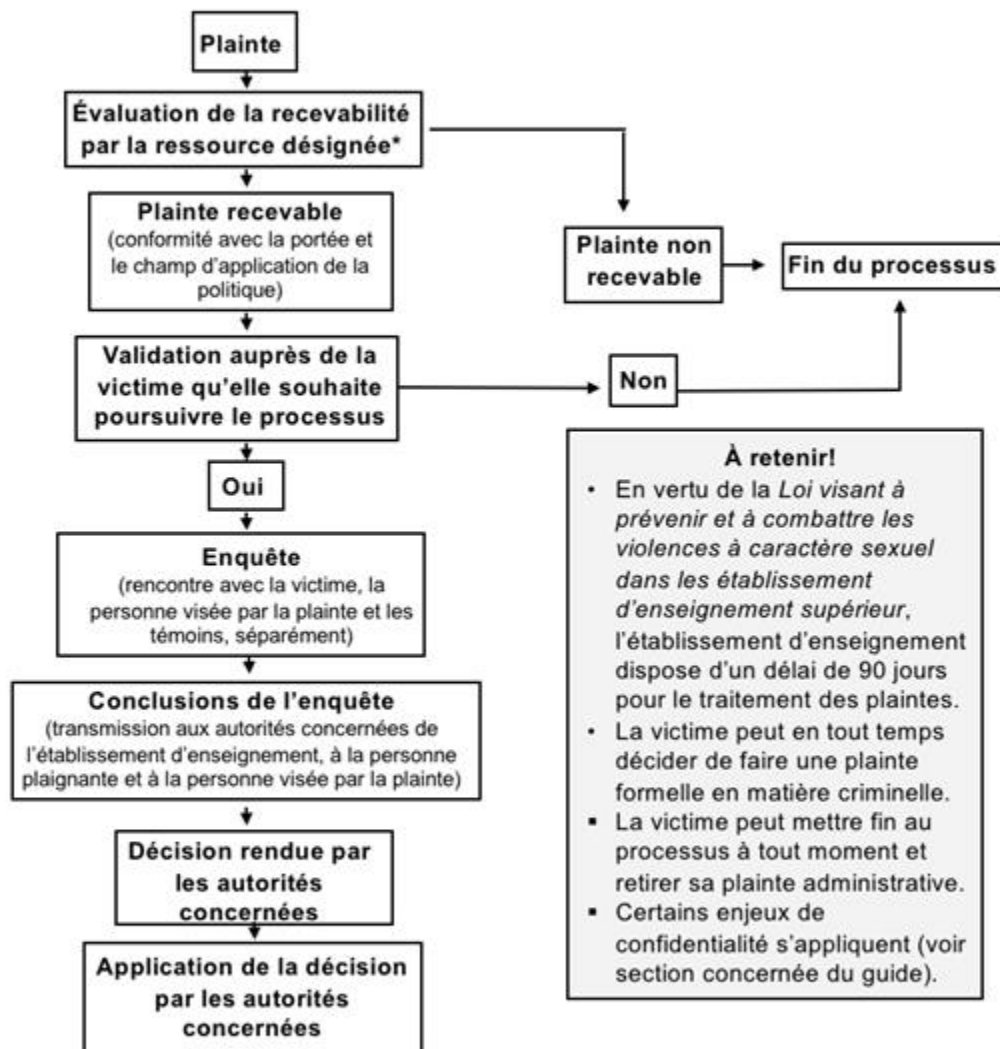 Plainte
Évaluation de la recevabilité
par la ressource désignée*
Plainte recevable
(conformité avec la portée et
le champ d'application de la
politique)
Plainte non
recevable
Fin du processus
Validation auprès de la
victime qu'elle souhaite
poursuivre le processus
Non
Oui
Enquête
(rencontre avec la victime, la
personne visée par la plainte et les
témoins, séparément)
Conclusions de l'enquête
(transmission aux autorités concernées de
l'établissement d'enseignement, à la personne
plaignante et à la personne visée par la plainte)
Décision rendue par
les autorités
concernées
Application de la décision
par les autorités
concernées
À retenir!
• En vertu de la Loi visant à
prévenir et à combattre les
violences à caractère sexuel
dans les établissement
d'enseignement supérieur,
l'établissement d'enseignement
dispose d'un délai de 90 jours
pour le traitement des plaintes.
• La victime peut en tout temps
décider de faire une plainte
formelle en matière criminelle.
▪ La victime peut mettre fin au
processus à tout moment et
retirer sa plainte administrative.
▪ Certains enjeux de
confidentialité s'appliquent (voir
section concernée du guide).